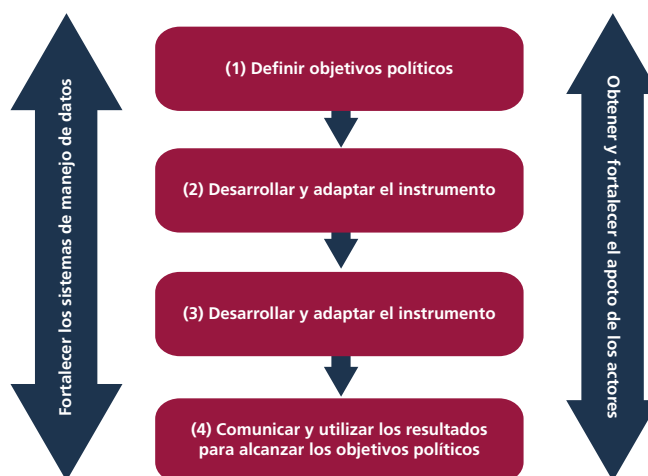 Fortalecer los sistemas de manejo de datos
(1) Definir objetivos políticos
(2) Desarrollar y adaptar el instrumento
(3) Desarrollar y adaptar el instrumento
(4) Comunicar y utilizar los resultados
para alcanzar los objetivos políticos
Obtener y fortalecer el apoto de los actores